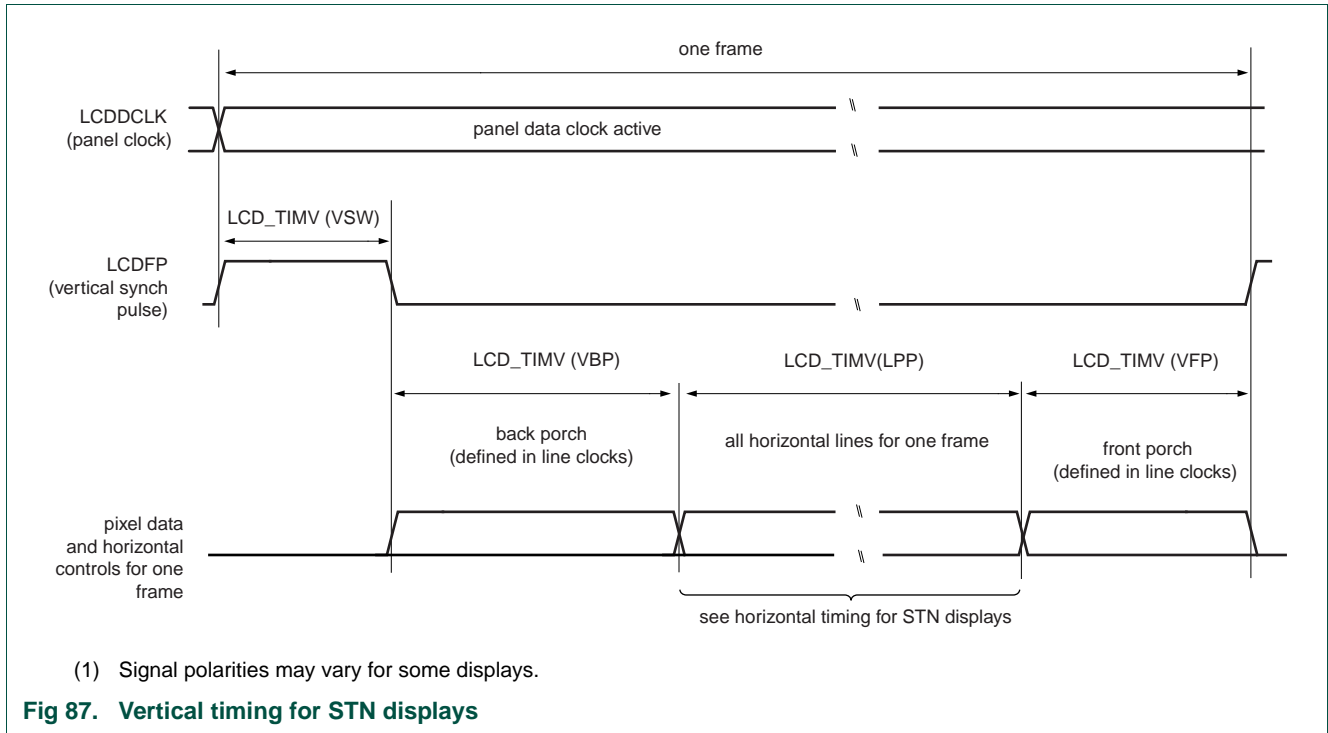 one frame
LCDDCLK
(panel clock)
panel data clock active
LCD_TIMV (VSW)
LCDFP
(vertical synch
pulse)
LCD_TIMV (VBP)
LCD_TIMV(LPP)
LCD_TIMV (VFP)
back porch
(defined in line clocks)
all horizontal lines for one frame
front porch
(defined in line clocks)
pixel data
and horizontal
controls for one
frame
see horizontal timing for STN displays
(1) Signal polarities may vary for some displays.
Fig 87. Vertical timing for STN displays